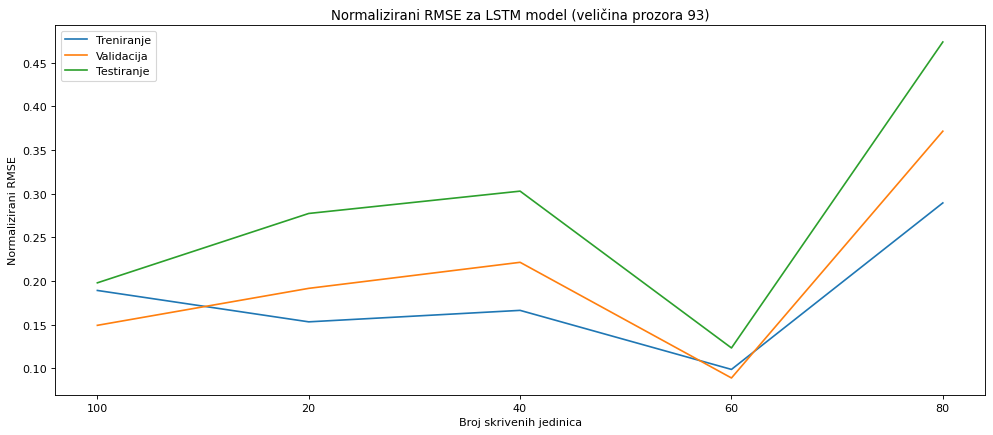 Normalizirani RMSE za LSTM model (veličina prozora 93)
Treniranje
Validacija
Testiranje
Normalizirani RMSE
0.45
0.40
0.35
0.30
0.25
0.20
0.15
0.10
100 20 40 60 80
Broj skrivenih jedinica